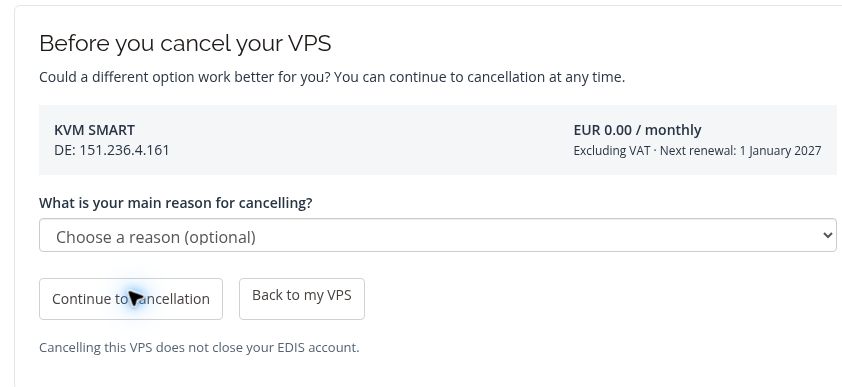 Before you cancel your VPS
Could a different option work better for you? You can continue to cancellation at any time.
KVM SMART
EUR 0.00 / monthly
DE: 151.236.4.161
Excluding VAT · Next renewal: 1 January 2027
What is your main reason for cancelling?
Choose a reason (optional)
Continue to cancellation
Back to my VPS
Cancelling this VPS does not close your EDIS account.